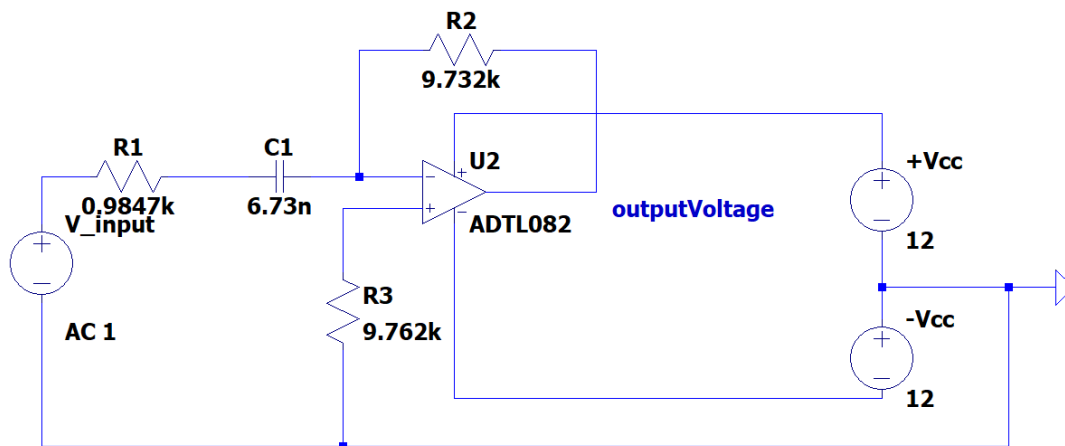 R2
9.732k
R1
0.9847k
C1
6.73n
U2
ADTL082
+Vcc
12
outputVoltage
V_input
AC 1
R3
9.762k
-Vcc
12